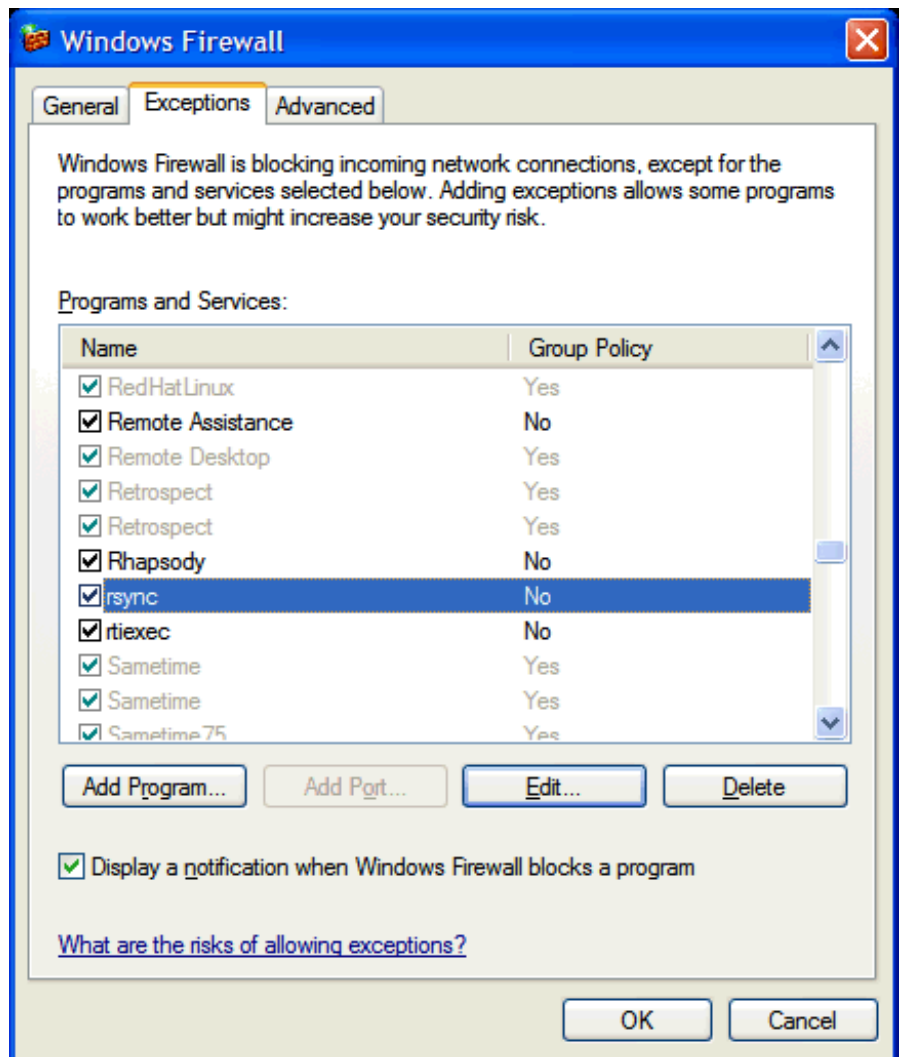 Windows Firewall
General Exceptions Advanced
Windows Firewall is blocking incoming network connections, except for the
programs and services selected below. Adding exceptions allows some programs
to work better but might increase your security risk.
Programs and Services:
Name Group Policy
RedHatLinux Yes
Remote Assistance No
Remote Desktop Yes
Retrospect Yes
Retrospect Yes
Rhapsody No
rsync No
rtiexec No
Sametime Yes
Sametime Yes
Sametime75 Yes
Add Program... Add Port... Edit... Delete
Display a notification when Windows Firewall blocks a program
What are the risks of allowing exceptions?
OK Cancel